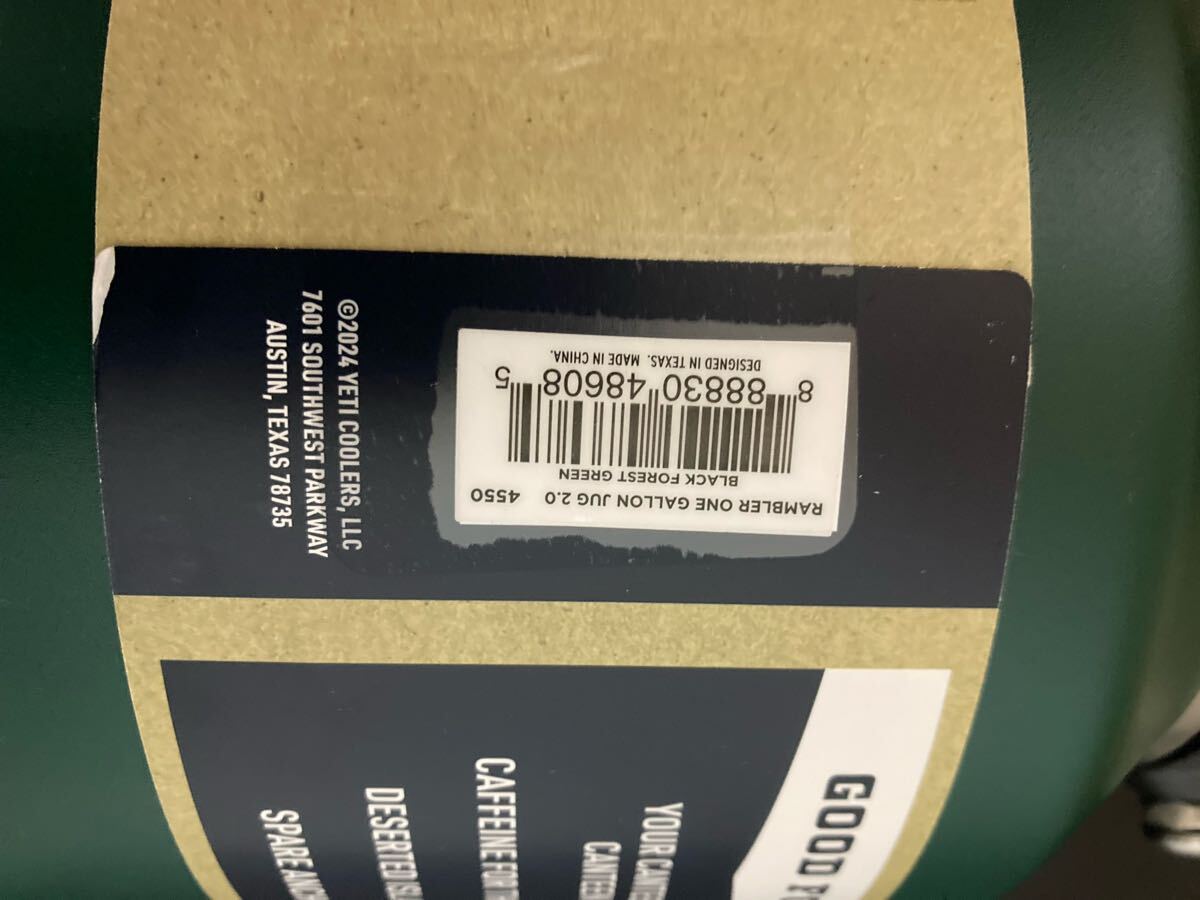 ©2024 YETI COOLERS, LLC
7601 SOUTHWEST PARKWAY
AUSTIN, TEXAS 78735
RAMBLER ONE GALLON JUG 2.0 4550
BLACK FOREST GREEN
8 88830 48608 5
DESIGNED IN TEXAS. MADE IN CHINA.
GOOD
YOUR
CAFFEINE FOR
DESERTED
SPARE